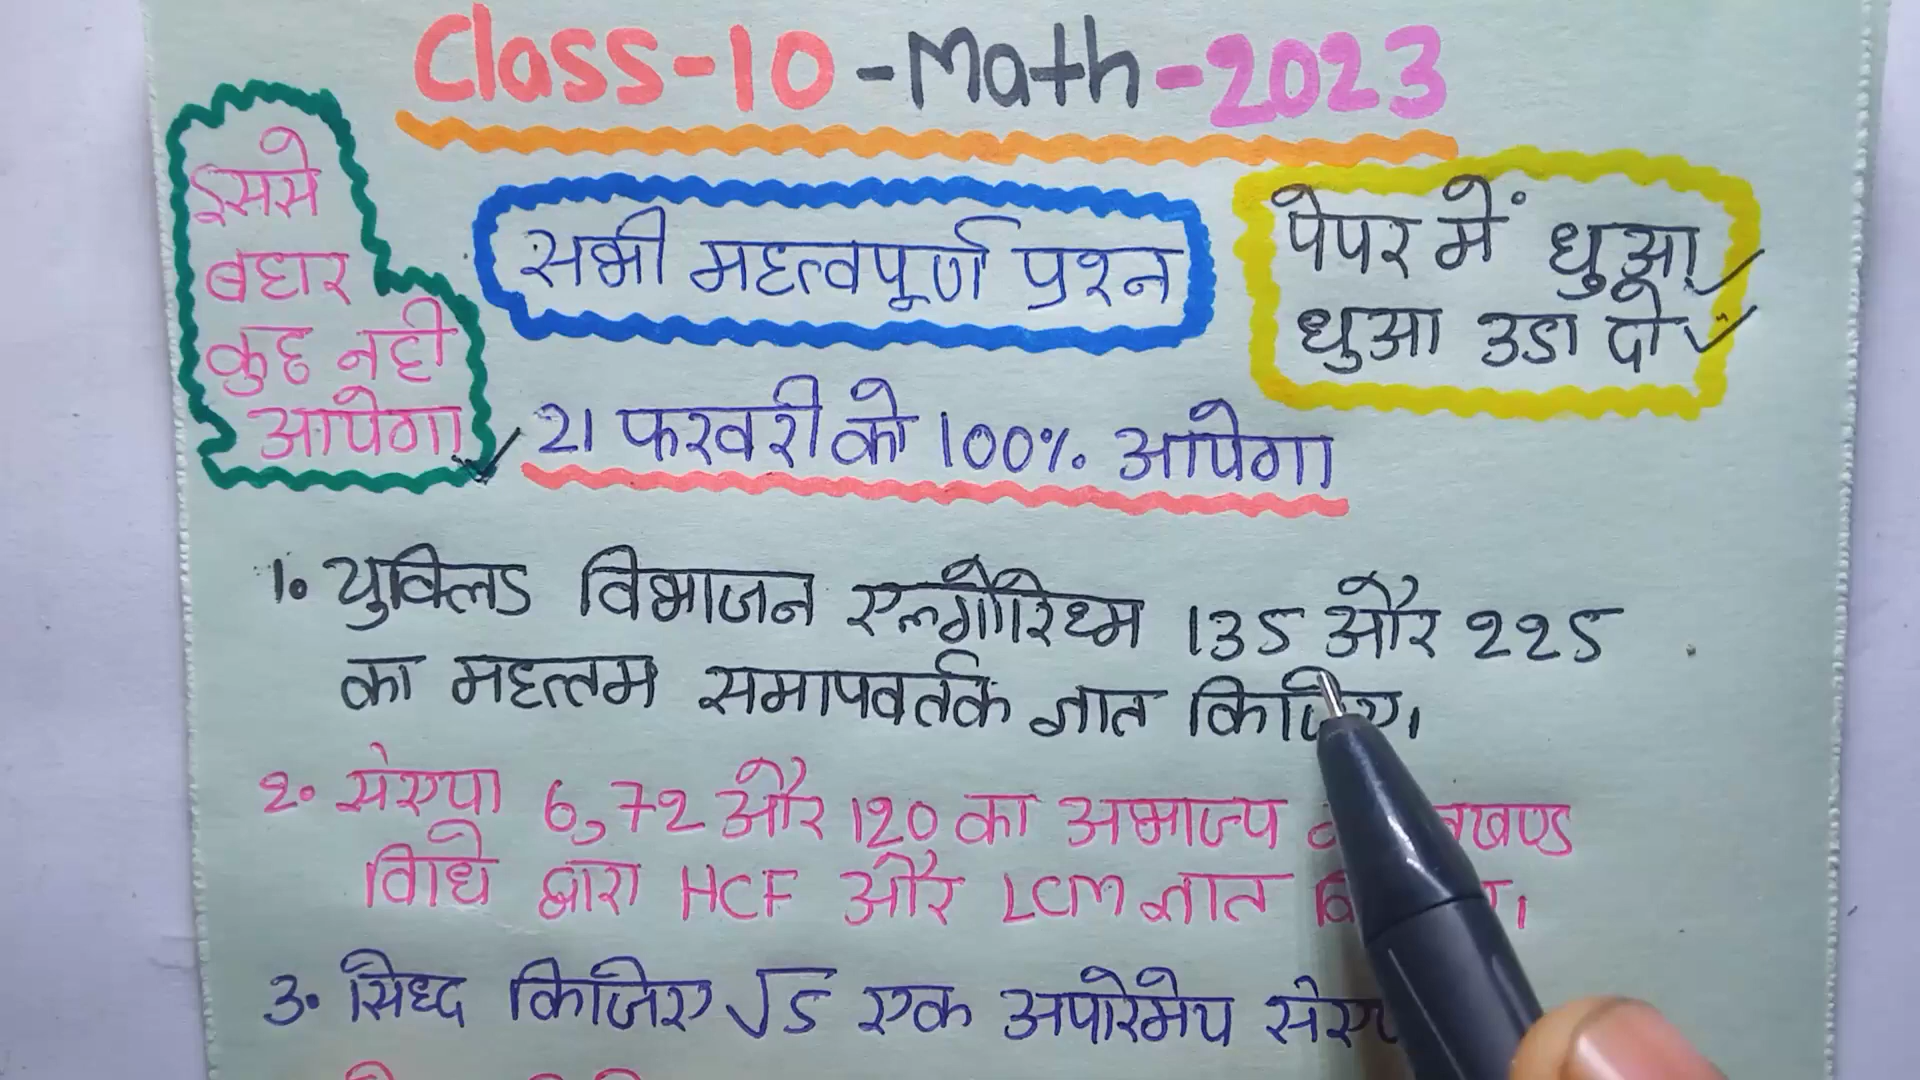 Class-10-Math-2023
इससे
बहार
कुछ नही
आयेगा
सभी महत्वपूर्ण प्रश्न
पेपर में धुआ
धुआ उडा दो
21 फरवरी को 100% आयेगा
1. युक्लिड विभाजन एल्गौरिथ्म 135 और 225
का महत्तम समापवर्तक ज्ञात किजिए।
2. संख्या 6,72 और 120 का अभाज्य
विधि द्वारा HCF और LCM ज्ञात
3. सिध्द किजिए √5 एक अपरिमेय